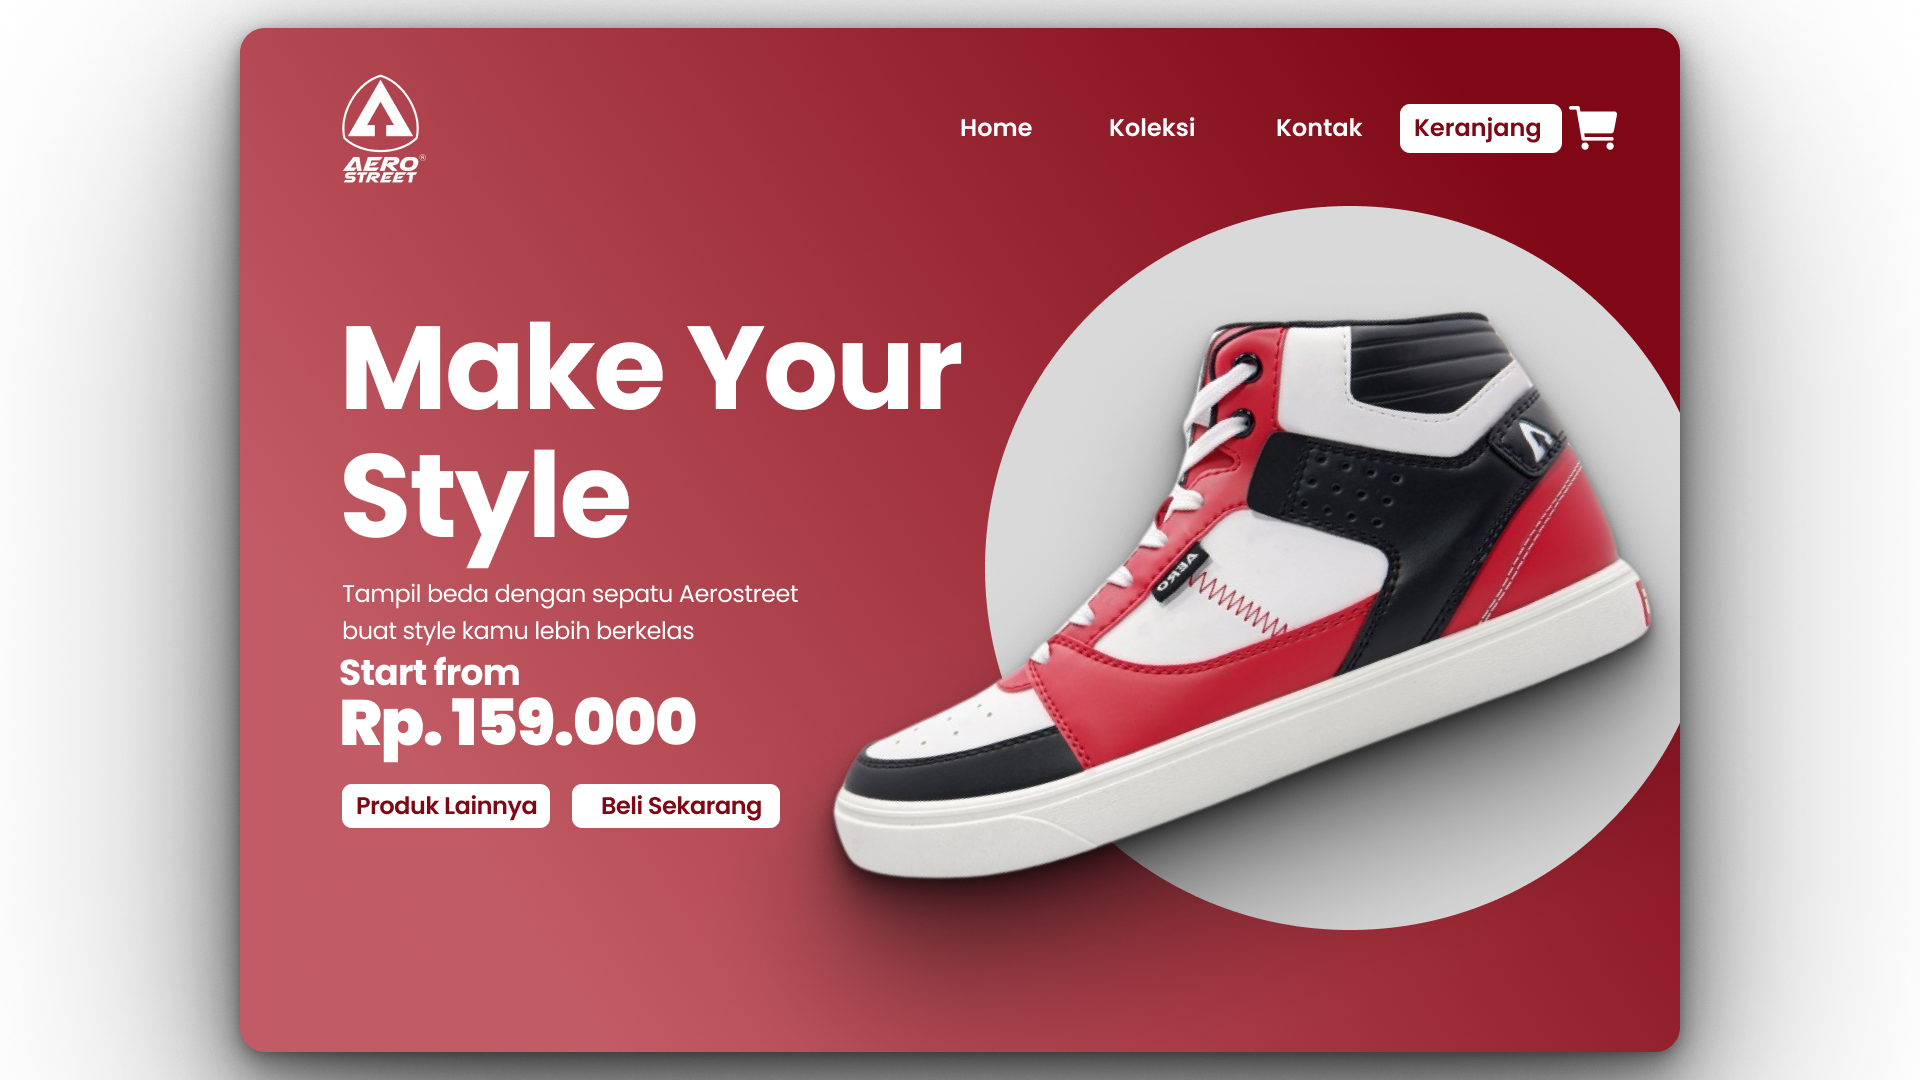 AERO
STREET
Home
Koleksi
Kontak
Keranjang
Make Your
Style
Tampil beda dengan sepatu Aerostreet
buat style kamu lebih berkelas
Start from
Rp. 159.000
Produk Lainnya
Beli Sekarang
AERO